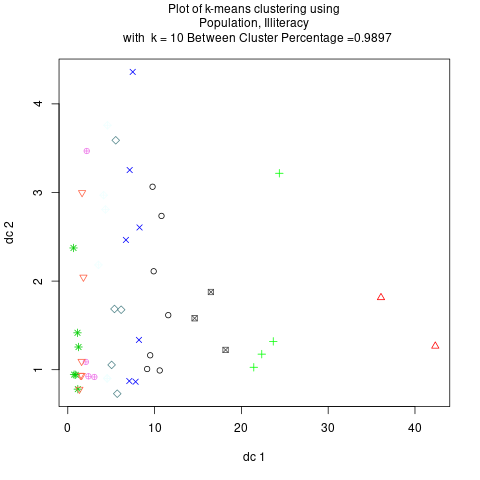 Plot of k-means clustering using
Population, Illiteracy
with k = 10 Between Cluster Percentage =0.9897
4
3
2
1
dc 2
0 10 20 30 40
dc 1